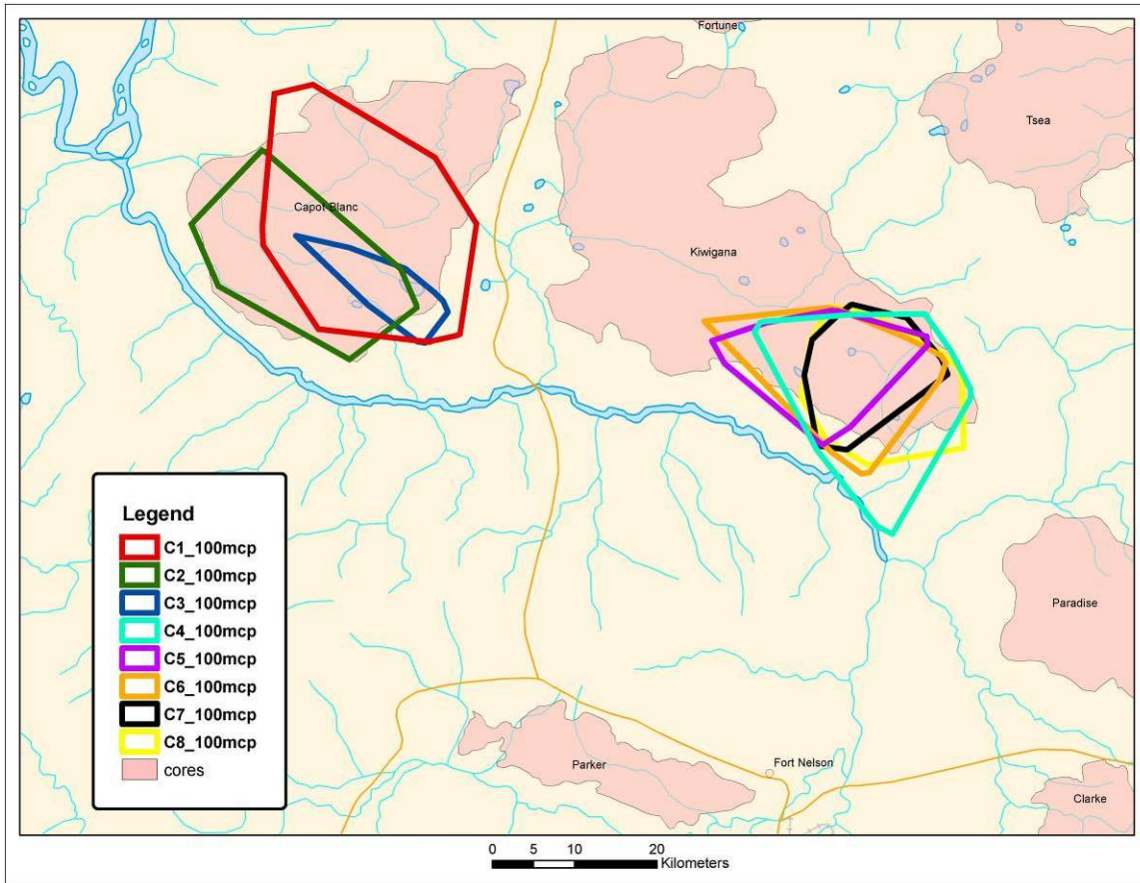 Fortune
Tsea
Capot-Blanc
Kiwigana
Legend
C1_100mcp
C2_100mcp
C3_100mcp
C4_100mcp
C5_100mcp
C6_100mcp
C7_100mcp
C8_100mcp
cores
Paradise
Parker
Fort Nelson
Clarke
0 5 10 20
Kilometers